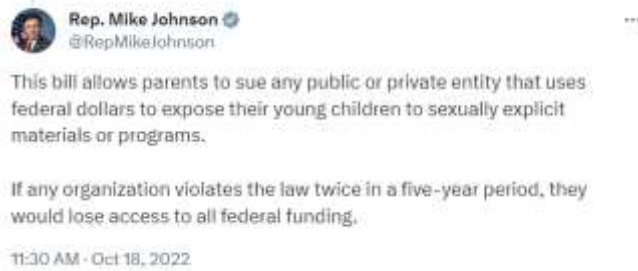 Rep. Mike Johnson
@RepMikeJohnson
This bill allows parents to sue any public or private entity that uses
federal dollars to expose their young children to sexually explicit
materials or programs.
If any organization violates the law twice in a five-year period, they
would lose access to all federal funding.
11:30 AM · Oct 18, 2022